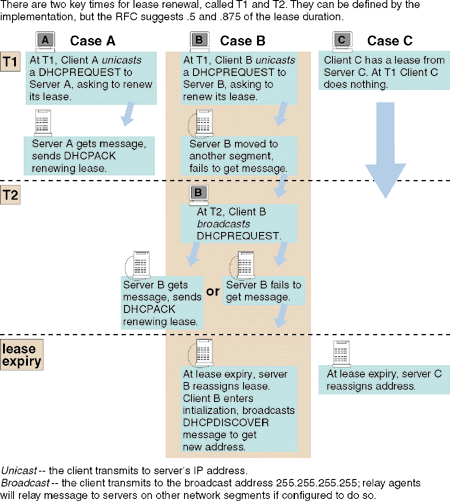 There are two key times for lease renewal, called T1 and T2. They can be defined by the
implementation, but the RFC suggests .5 and .875 of the lease duration.
Case A
Case B
Case C
T1
A
At T1, Client A unicasts
a DHCPREQUEST to
Server A, asking to renew
its lease.
Server A gets message,
sends DHCPACK
renewing lease.
B
At T1, Client B unicasts
a DHCPREQUEST to
Server B, asking to
renew its lease.
Server B moved to
another segment,
fails to get message.
C
Client C has a lease from
Server C. At T1 Client C
does nothing.
T2
B
At T2, Client B
broadcasts
DHCPREQUEST.
Server B gets
message, sends
DHCPACK
renewing lease.
or
Server B fails to
get message.
lease
expiry
At lease expiry, server
B reassigns lease.
Client B enters
intialization, broadcasts
DHCPDISCOVER
message to get
new address.
At lease expiry, server C
reassigns address.
Unicast -- the client transmits to server's IP address.
Broadcast -- the client transmits to the broadcast address 255.255.255.255; relay agents
will relay message to servers on other network segments if configured to do so.